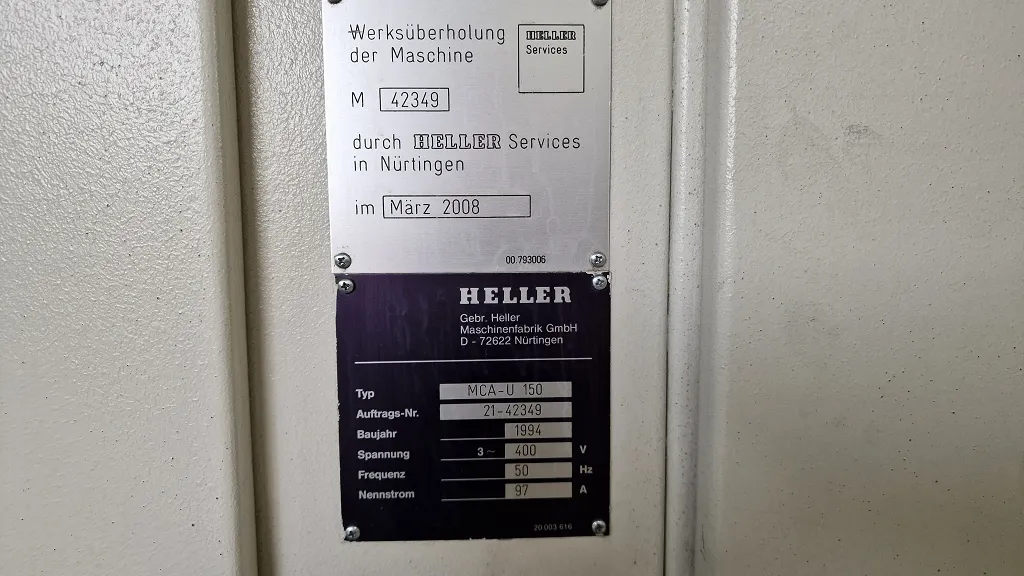 Werksüberholung
der Maschine
HELLER
Services
M 42349
durch HELLER Services
in Nürtingen
im März 2008
00.793006
HELLER
Gebr. Heller
Maschinenfabrik GmbH
D - 72622 Nürtingen
Typ MCA-U 150
Auftrags-Nr. 21-42349
Baujahr 1994
Spannung 3~ 400 V
Frequenz 50 Hz
Nennstrom 97 A
20 003 616